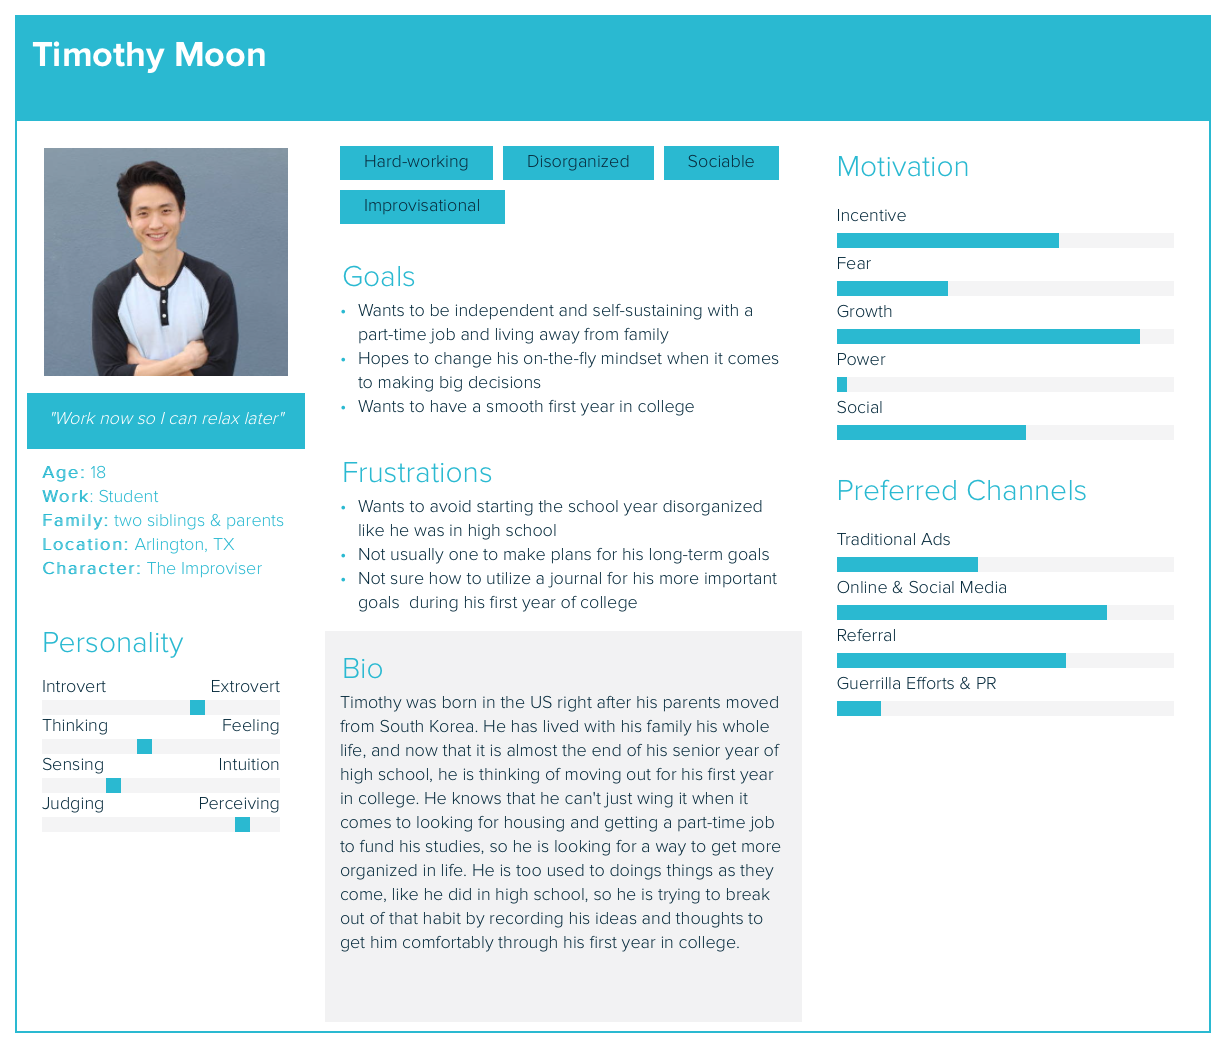 Timothy Moon
"Work now so I can relax later"
Age: 18
Work: Student
Family: two siblings & parents
Location: Arlington, TX
Character: The Improviser
Personality
Introvert Extrovert
Thinking Feeling
Sensing Intuition
Judging Perceiving
Hard-working Disorganized Sociable
Improvisational
Goals
• Wants to be independent and self-sustaining with a
part-time job and living away from family
• Hopes to change his on-the-fly mindset when it comes
to making big decisions
• Wants to have a smooth first year in college
Frustrations
• Wants to avoid starting the school year disorganized
like he was in high school
• Not usually one to make plans for his long-term goals
• Not sure how to utilize a journal for his more important
goals  during his first year of college
Bio
Timothy was born in the US right after his parents moved
from South Korea. He has lived with his family his whole
life, and now that it is almost the end of his senior year of
high school, he is thinking of moving out for his first year
in college. He knows that he can't just wing it when it
comes to looking for housing and getting a part-time job
to fund his studies, so he is looking for a way to get more
organized in life. He is too used to doings things as they
come, like he did in high school, so he is trying to break
out of that habit by recording his ideas and thoughts to
get him comfortably through his first year in college.
Motivation
Incentive
Fear
Growth
Power
Social
Preferred Channels
Traditional Ads
Online & Social Media
Referral
Guerrilla Efforts & PR